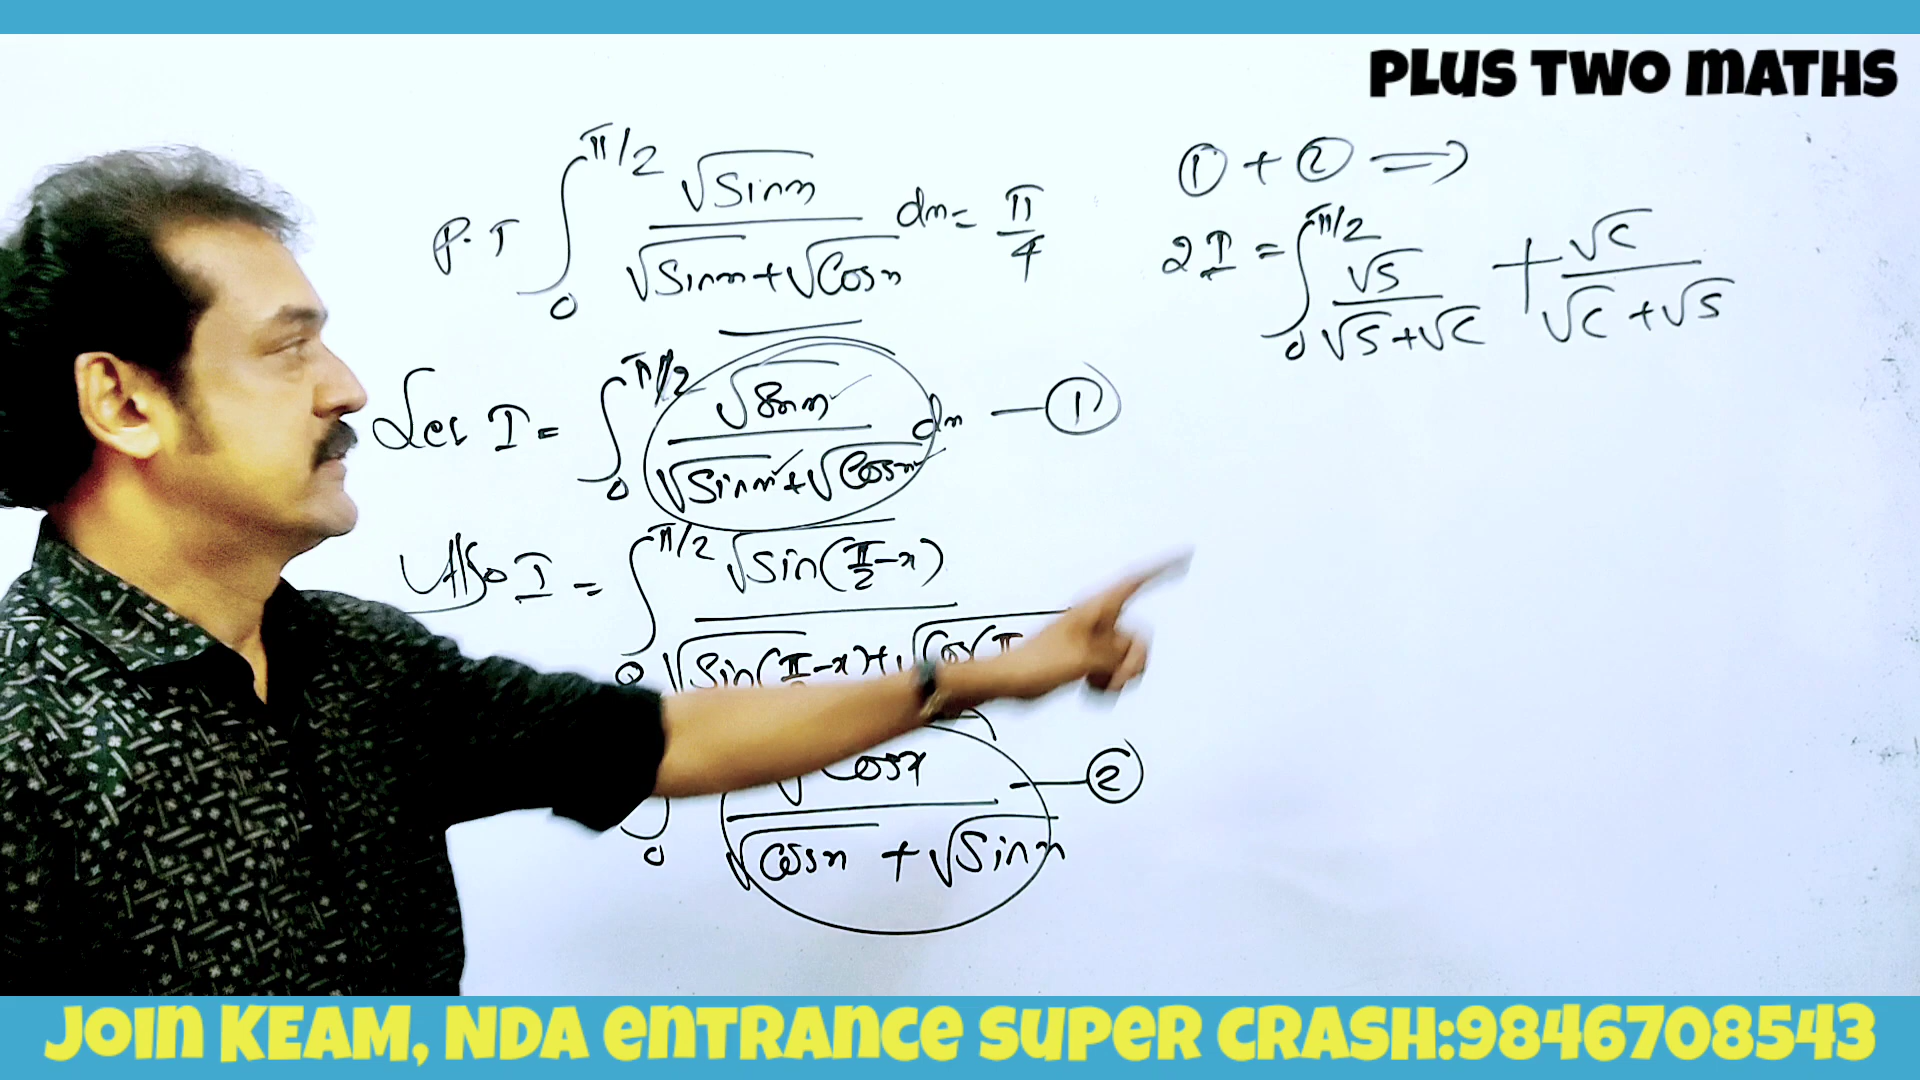 PLUS TWO MATHS
P.T ∫₀^π/2 √Sinx / (√Sinx + √Cosx) dx = π/4
Let I = ∫₀^π/2 √Sinx / (√Sinx + √Cosx) dx — ①
Also I = ∫₀^π/2 √Sin(π/2-x) / (√Sin(π/2-x) + √Cos(π
∫₀ √Cosx / (√Cosx + √Sinx) — ②
① + ② ⇒
2I = ∫₀^π/2 √S / (√S + √C) + √C / (√C + √S)
JOIN KEAM, NDA ENTRANCE SUPER CRASH:9846708543